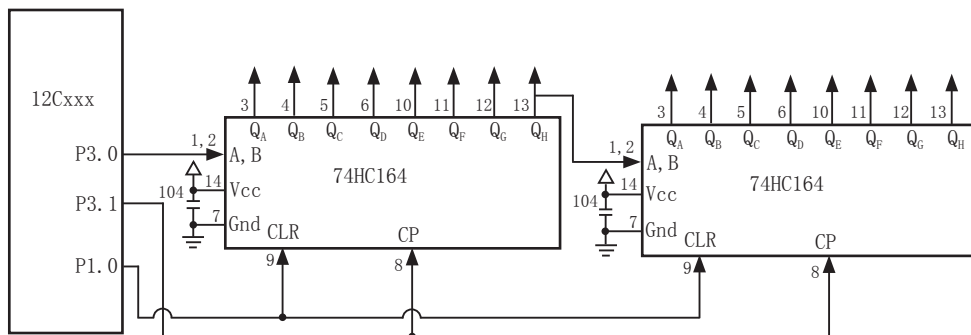 12Cxxx
P3.0
P3.1
P1.0
3 4 5 6 10 11 12 13
QA QB QC QD QE QF QG QH
1,2
A,B
74HC164
14
Vcc
104
7
Gnd
CLR CP
9 8
3 4 5 6 10 11 12 13
QA QB QC QD QE QF QG QH
1,2
A,B
74HC164
14
Vcc
104
7
Gnd
CLR CP
9 8